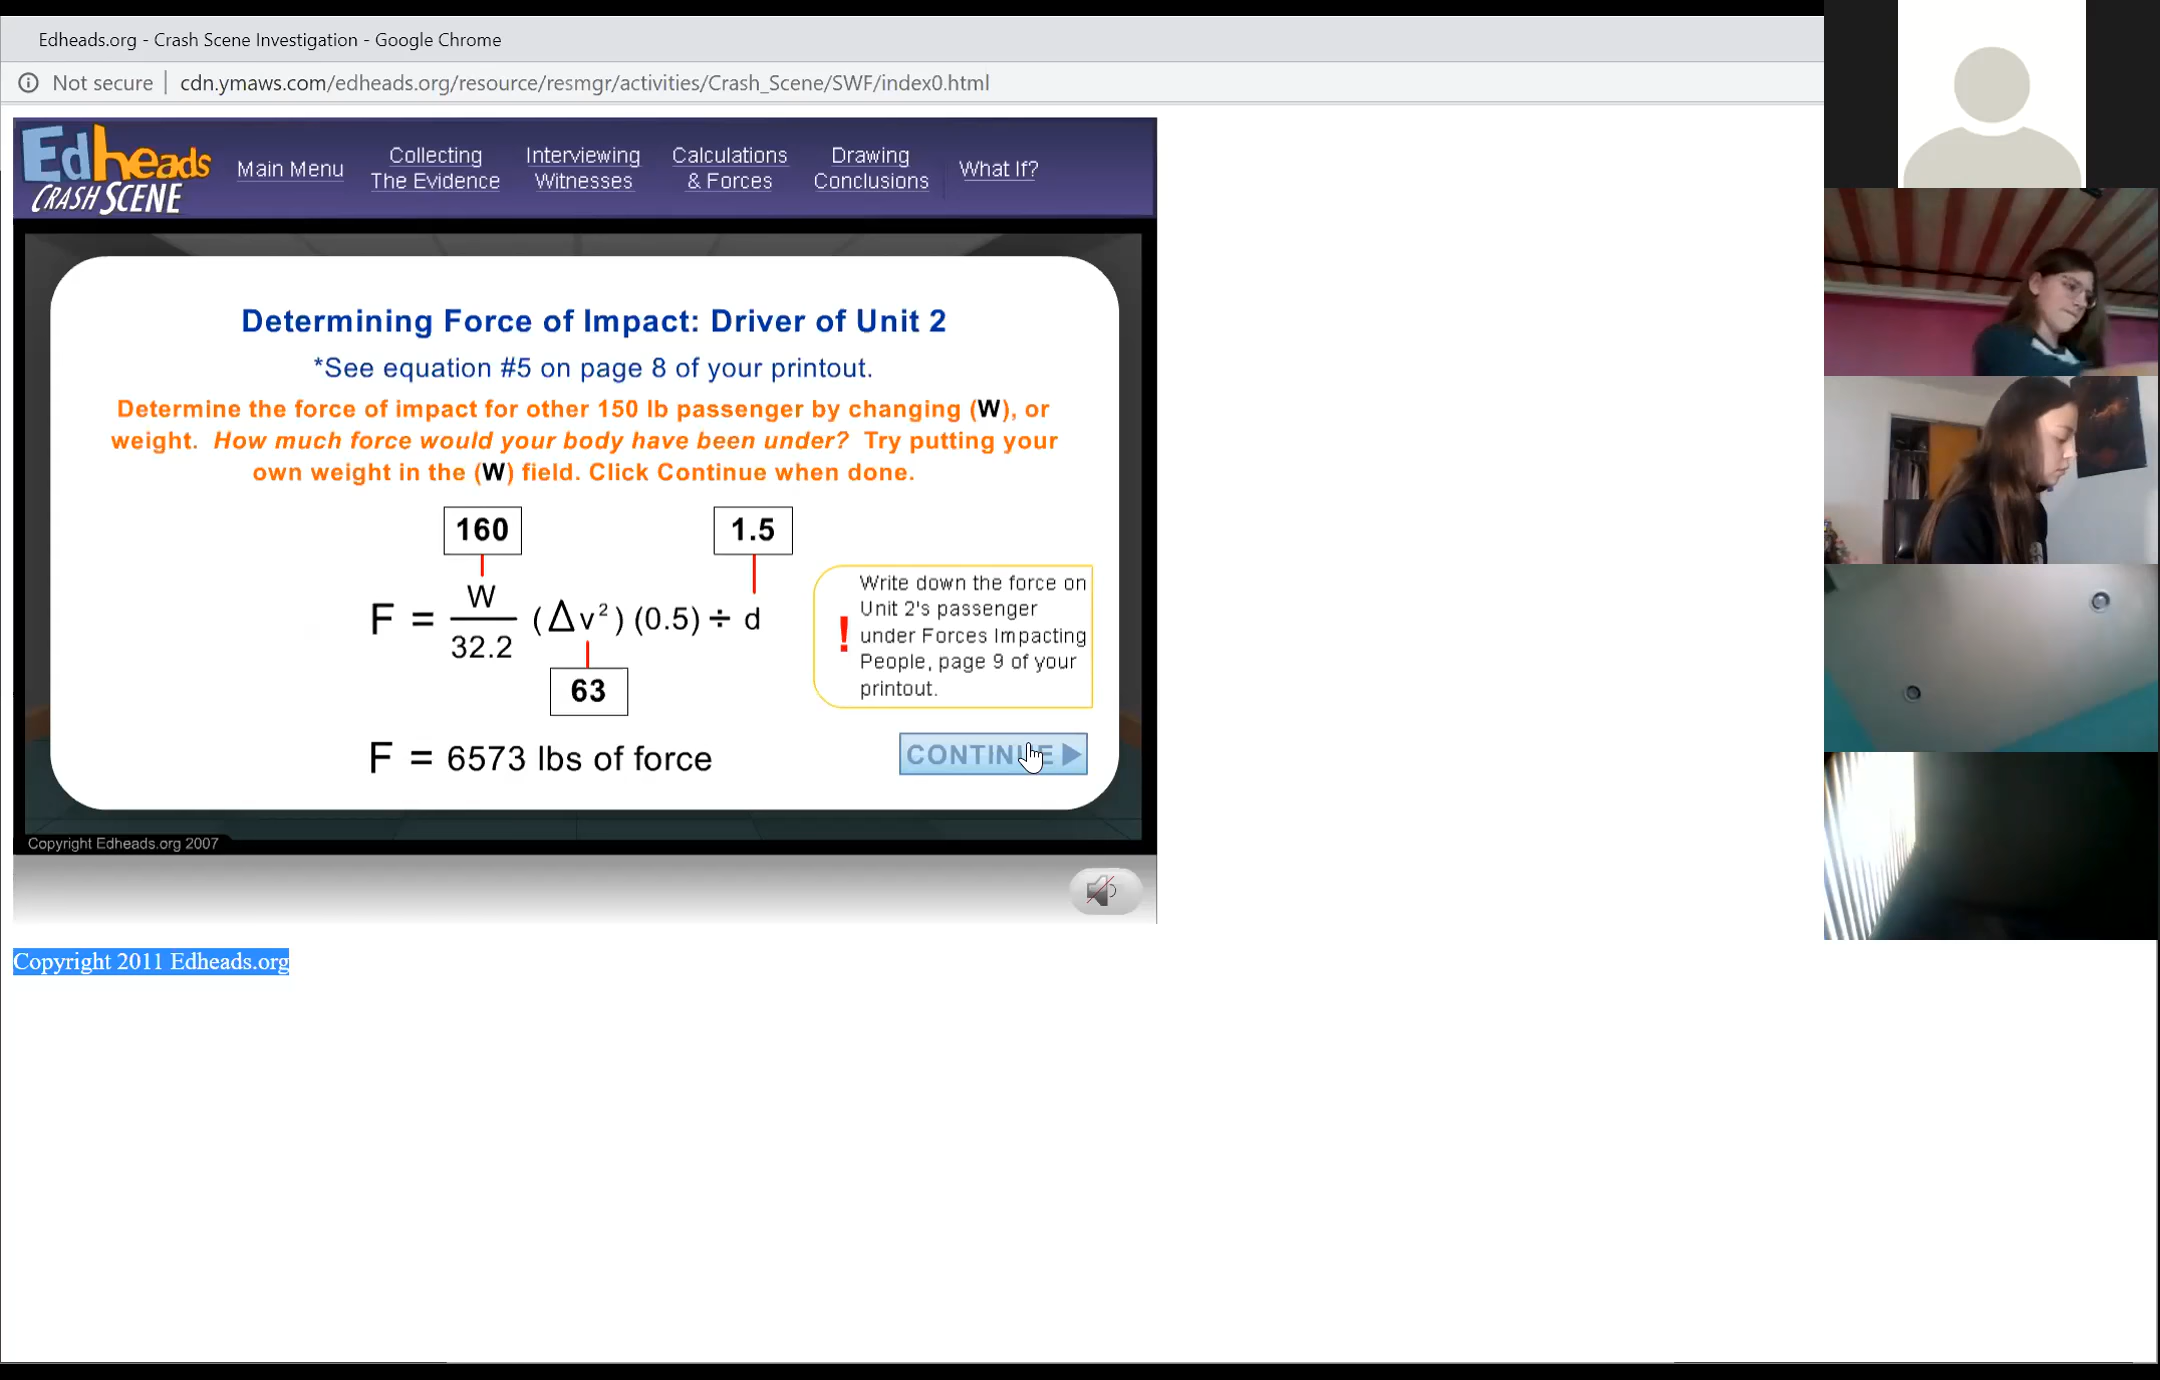 Edheads.org - Crash Scene Investigation - Google Chrome
Not secure | cdn.ymaws.com/edheads.org/resource/resmgr/activities/Crash_Scene/SWF/index0.html
Edheads
CRASH SCENE
Main Menu
Collecting
The Evidence
Interviewing
Witnesses
Calculations
& Forces
Drawing
Conclusions
What If?
Determining Force of Impact: Driver of Unit 2
*See equation #5 on page 8 of your printout.
Determine the force of impact for other 150 lb passenger by changing (W), or
weight. How much force would your body have been under? Try putting your
own weight in the (W) field. Click Continue when done.
160
1.5
F = W/32.2 (Δv²) (0.5) ÷ d
63
F = 6573 lbs of force
! Write down the force on
Unit 2's passenger
under Forces Impacting
People, page 9 of your
printout.
CONTINUE
Copyright Edheads.org 2007
Copyright 2011 Edheads.org